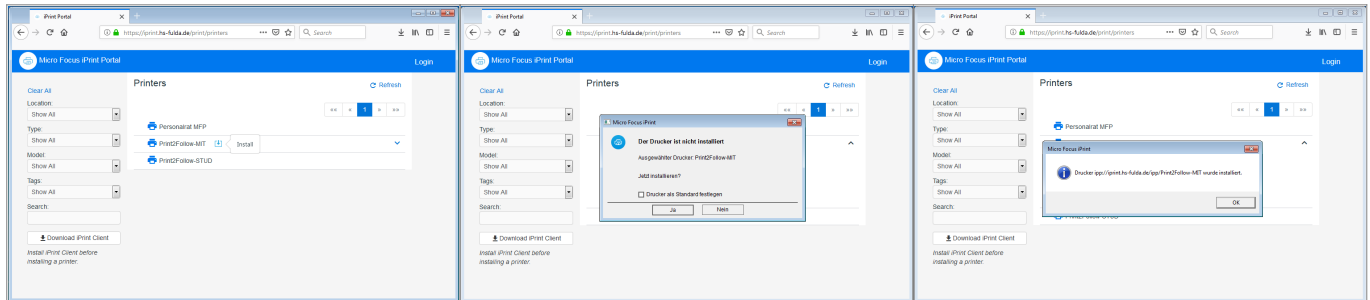 iPrint Portal
https://iprint.hs-fulda.de/print/printers
Search
Micro Focus iPrint Portal
Login
Clear All
Location:
Show All
Type:
Show All
Model:
Show All
Tags:
Show All
Search:
Download iPrint Client
Install iPrint Client before
installing a printer.
Printers
Refresh
«« « 1 » »»
Personalrat MFP
Print2Follow-MIT
Install
Print2Follow-STUD
iPrint Portal
https://iprint.hs-fulda.de/print/printers
Search
Micro Focus iPrint Portal
Login
Clear All
Location:
Show All
Type:
Show All
Model:
Show All
Tags:
Show All
Search:
Download iPrint Client
Install iPrint Client before
installing a printer.
Printers
Refresh
«« « 1 » »»
Micro Focus iPrint
Der Drucker ist nicht installiert
Ausgewählter Drucker: Print2Follow-MIT
Jetzt installieren?
Drucker als Standard festlegen
Ja
Nein
iPrint Portal
https://iprint.hs-fulda.de/print/printers
Search
Micro Focus iPrint Portal
Login
Clear All
Location:
Show All
Type:
Show All
Model:
Show All
Tags:
Show All
Search:
Download iPrint Client
Install iPrint Client before
installing a printer.
Printers
Refresh
«« « 1 » »»
Personalrat MFP
Micro Focus iPrint
Drucker ipp://iprint.hs-fulda.de/ipp/Print2Follow-MIT wurde installiert.
OK
Print2Follow-STUD